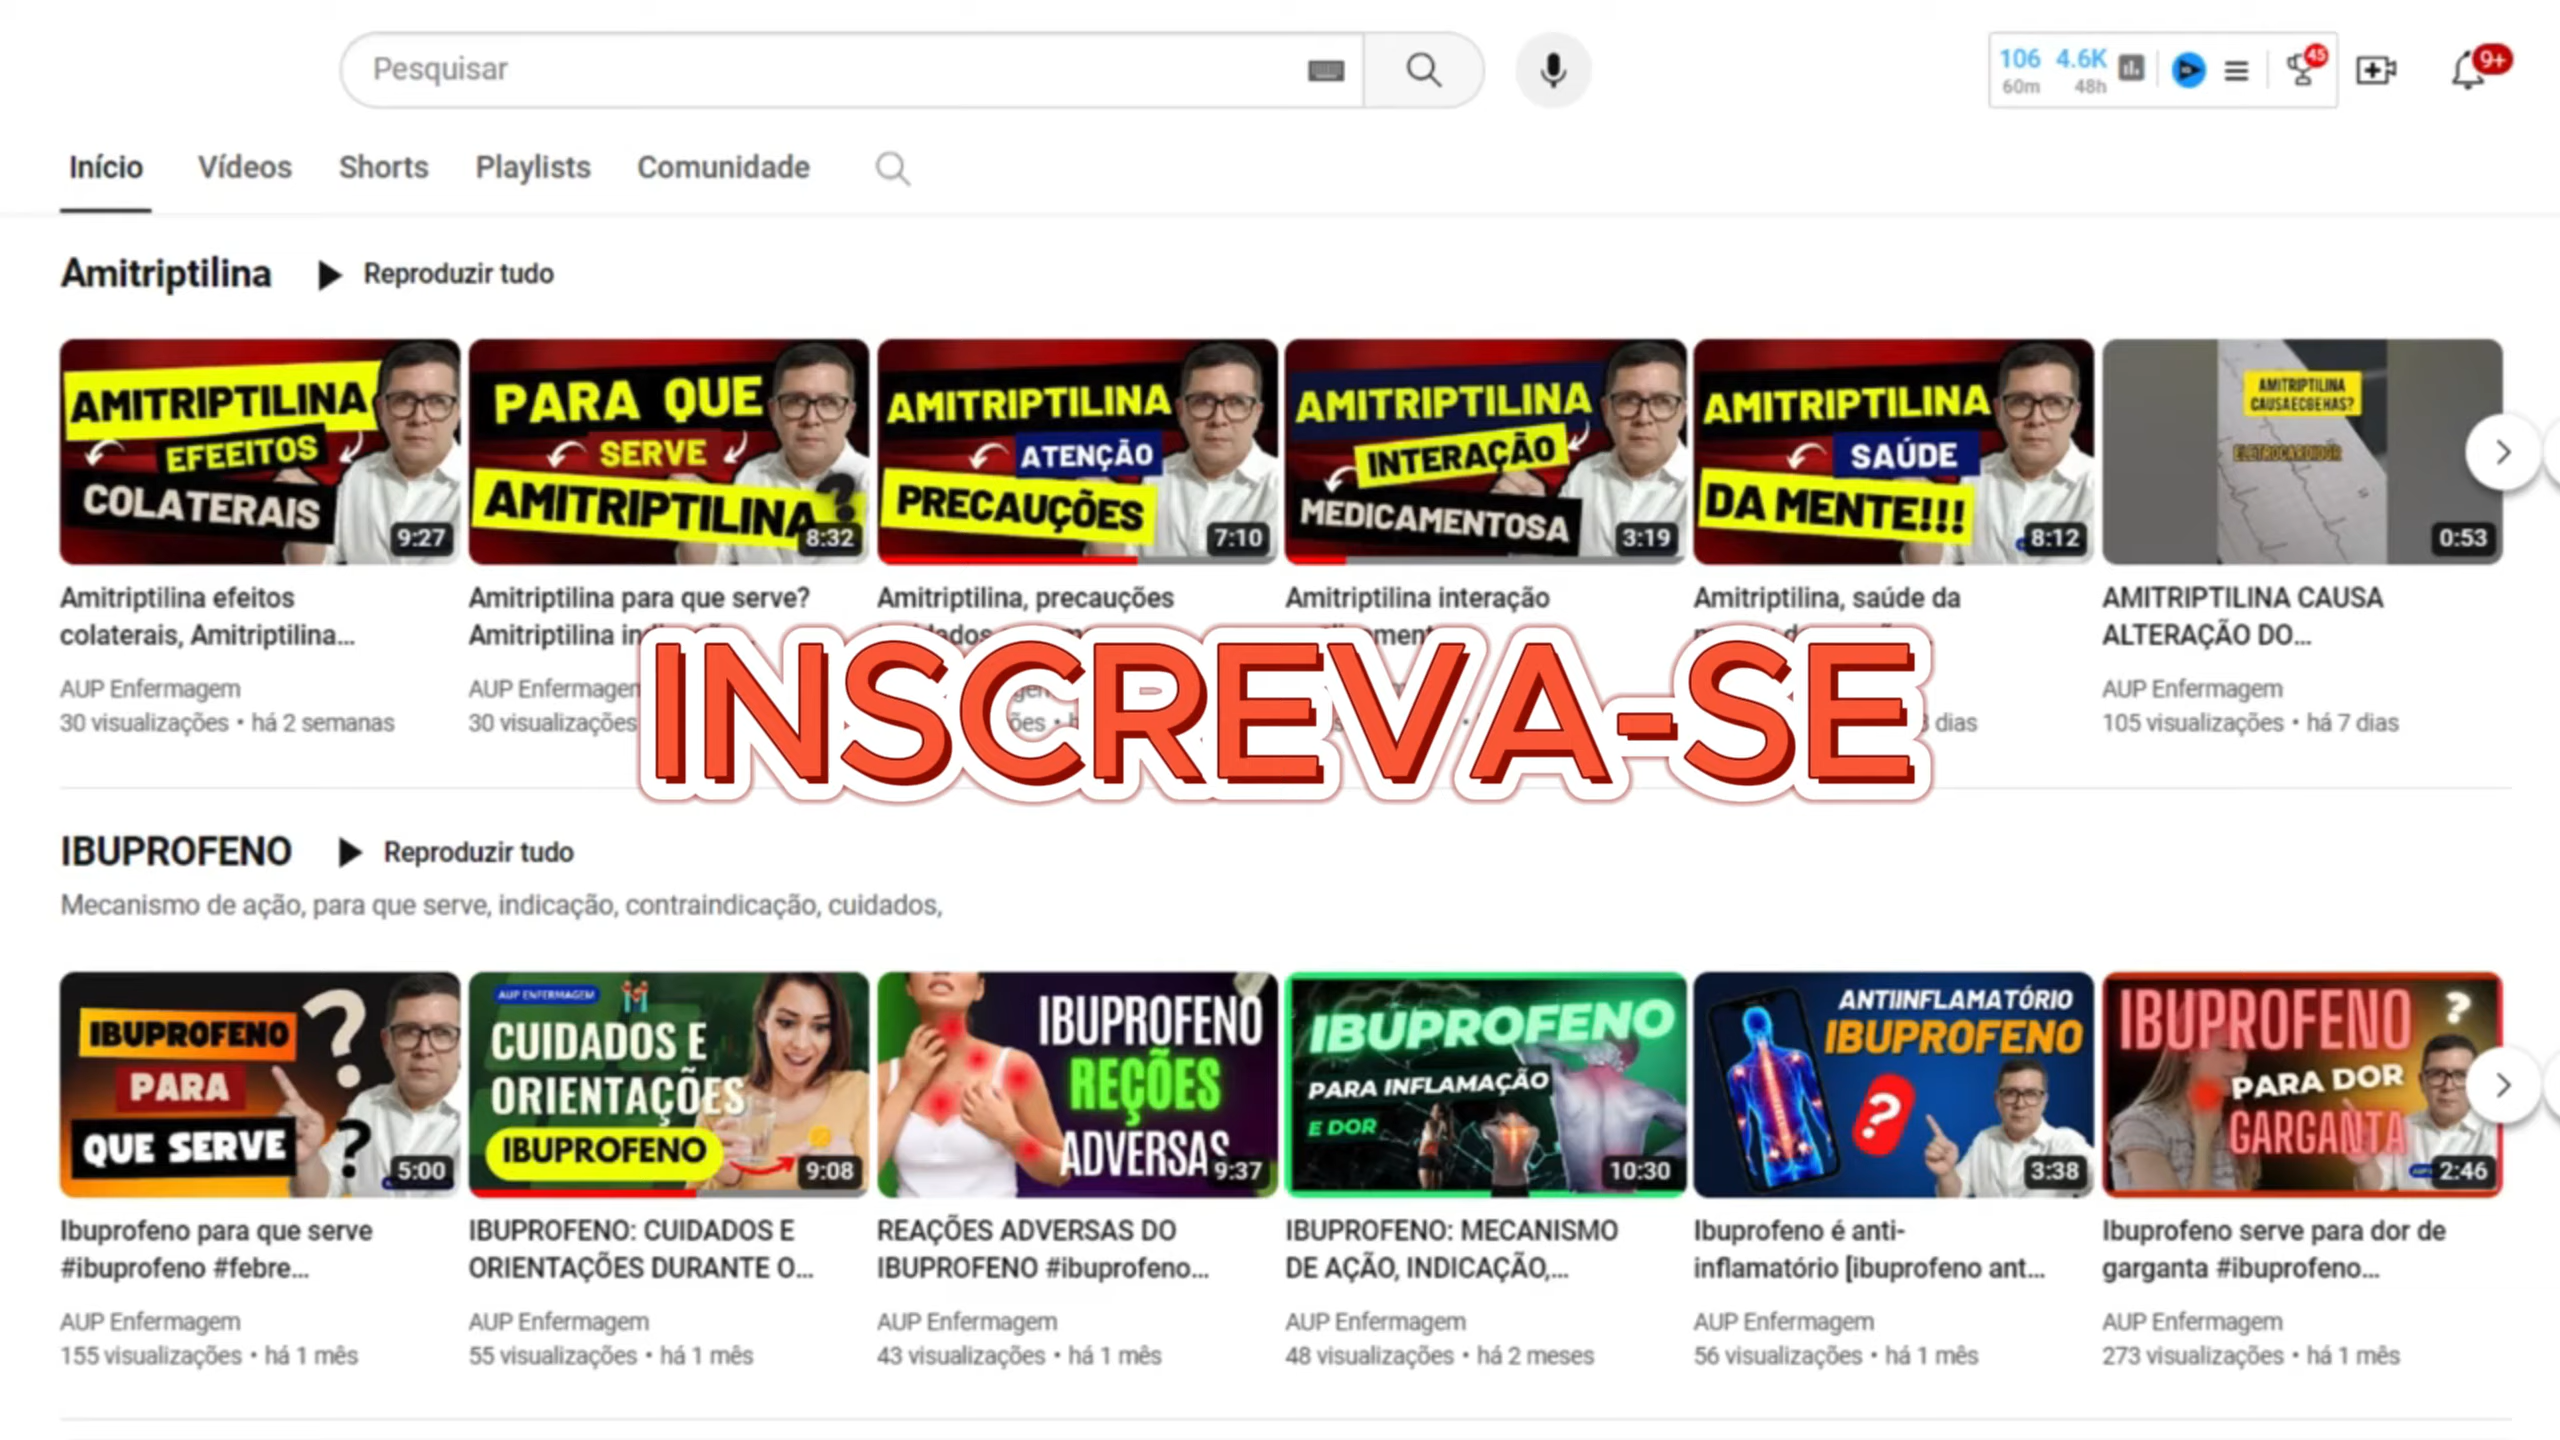 Pesquisar
106 4.6K 45 9+
60m 48h
Início Vídeos Shorts Playlists Comunidade
Amitriptilina Reproduzir tudo
AMITRIPTILINA
EFEEITOS
COLATERAIS
9:27
PARA QUE
SERVE
AMITRIPTILINA ?
8:32
AMITRIPTILINA
ATENÇÃO
PRECAUÇÕES
7:10
AMITRIPTILINA
INTERAÇÃO
MEDICAMENTOSA
3:19
AMITRIPTILINA
SAÚDE
DA MENTE!!!
8:12
AMITRIPTILINA
CAUSA ECGEHAS?
0:53
Amitriptilina efeitos
colaterais, Amitriptilina...
AUP Enfermagem
30 visualizações • há 2 semanas
Amitriptilina para que serve?
Amitriptilina
AUP Enfermagem
30 visualizações
Amitriptilina, precauções
Amitriptilina interação
Amitriptilina, saúde da
dias
AMITRIPTILINA CAUSA
ALTERAÇÃO DO...
AUP Enfermagem
105 visualizações • há 7 dias
INSCREVA-SE
IBUPROFENO Reproduzir tudo
Mecanismo de ação, para que serve, indicação, contraindicação, cuidados,
IBUPROFENO
PARA
QUE SERVE
? ?
5:00
AUP ENFERMAGEM
CUIDADOS E
ORIENTAÇÕES
IBUPROFENO
9:08
IBUPROFENO
REÇÕES
ADVERSAS
9:37
IBUPROFENO
PARA INFLAMAÇÃO
E DOR
10:30
ANTIINFLAMATÓRIO
IBUPROFENO
?
3:38
IBUPROFENO ?
PARA DOR
GARGANTA
2:46
Ibuprofeno para que serve
#ibuprofeno #febre...
AUP Enfermagem
155 visualizações • há 1 mês
IBUPROFENO: CUIDADOS E
ORIENTAÇÕES DURANTE O...
AUP Enfermagem
55 visualizações • há 1 mês
REAÇÕES ADVERSAS DO
IBUPROFENO #ibuprofeno...
AUP Enfermagem
43 visualizações • há 1 mês
IBUPROFENO: MECANISMO
DE AÇÃO, INDICAÇÃO,...
AUP Enfermagem
48 visualizações • há 2 meses
Ibuprofeno é anti-
inflamatório [ibuprofeno ant...
AUP Enfermagem
56 visualizações • há 1 mês
Ibuprofeno serve para dor de
garganta #ibuprofeno...
AUP Enfermagem
273 visualizações • há 1 mês